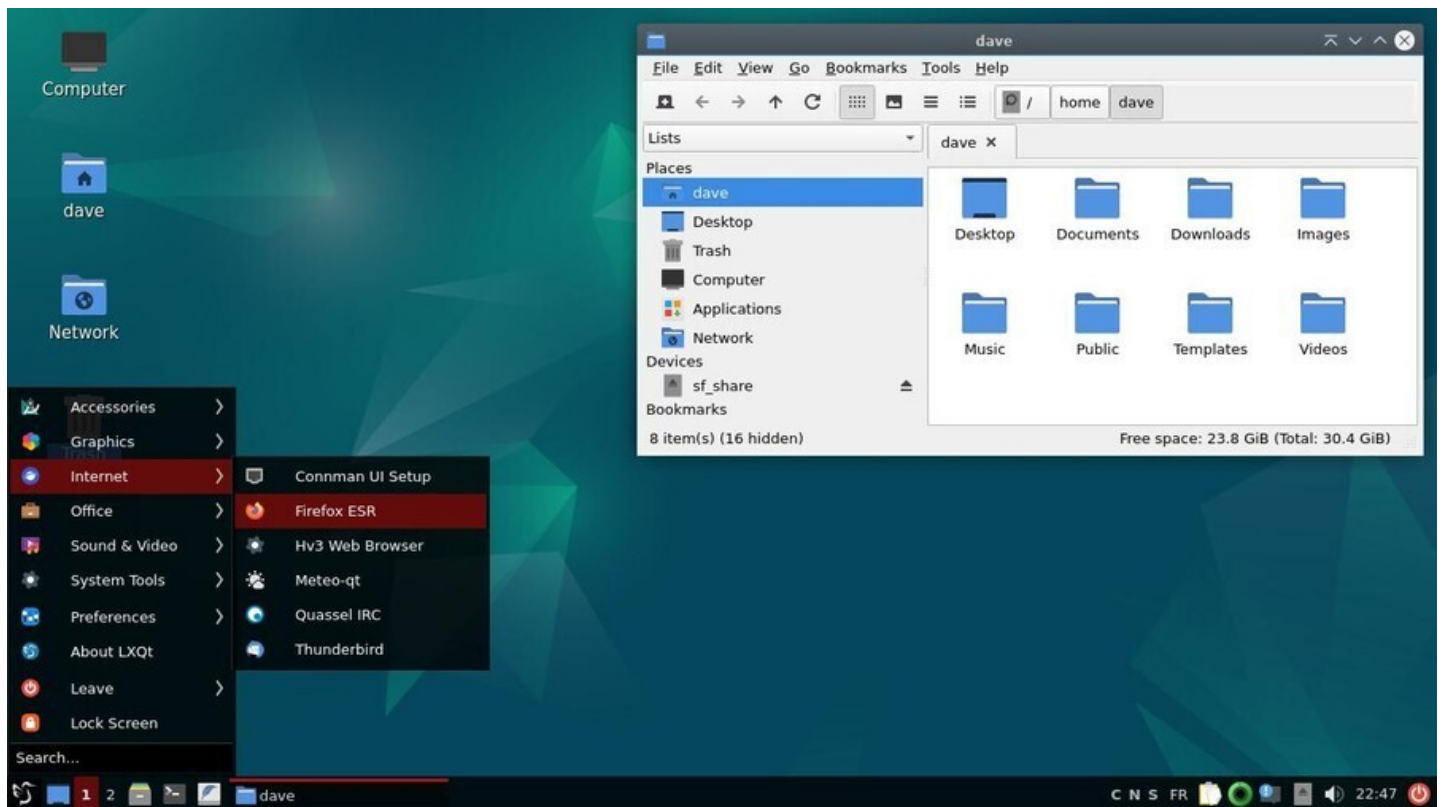 Computer
dave
Network
Trash
dave
File Edit View Go Bookmarks Tools Help
/ home dave
Lists
dave
Places
dave
Desktop
Trash
Computer
Applications
Network
Devices
sf_share
Bookmarks
Desktop Documents Downloads Images
Music Public Templates Videos
8 item(s) (16 hidden) Free space: 23.8 GiB (Total: 30.4 GiB)
Accessories
Graphics
Internet
Office
Sound & Video
System Tools
Preferences
About LXQt
Leave
Lock Screen
Search...
Connman UI Setup
Firefox ESR
Hv3 Web Browser
Meteo-qt
Quassel IRC
Thunderbird
1 2 dave C N S FR 22:47